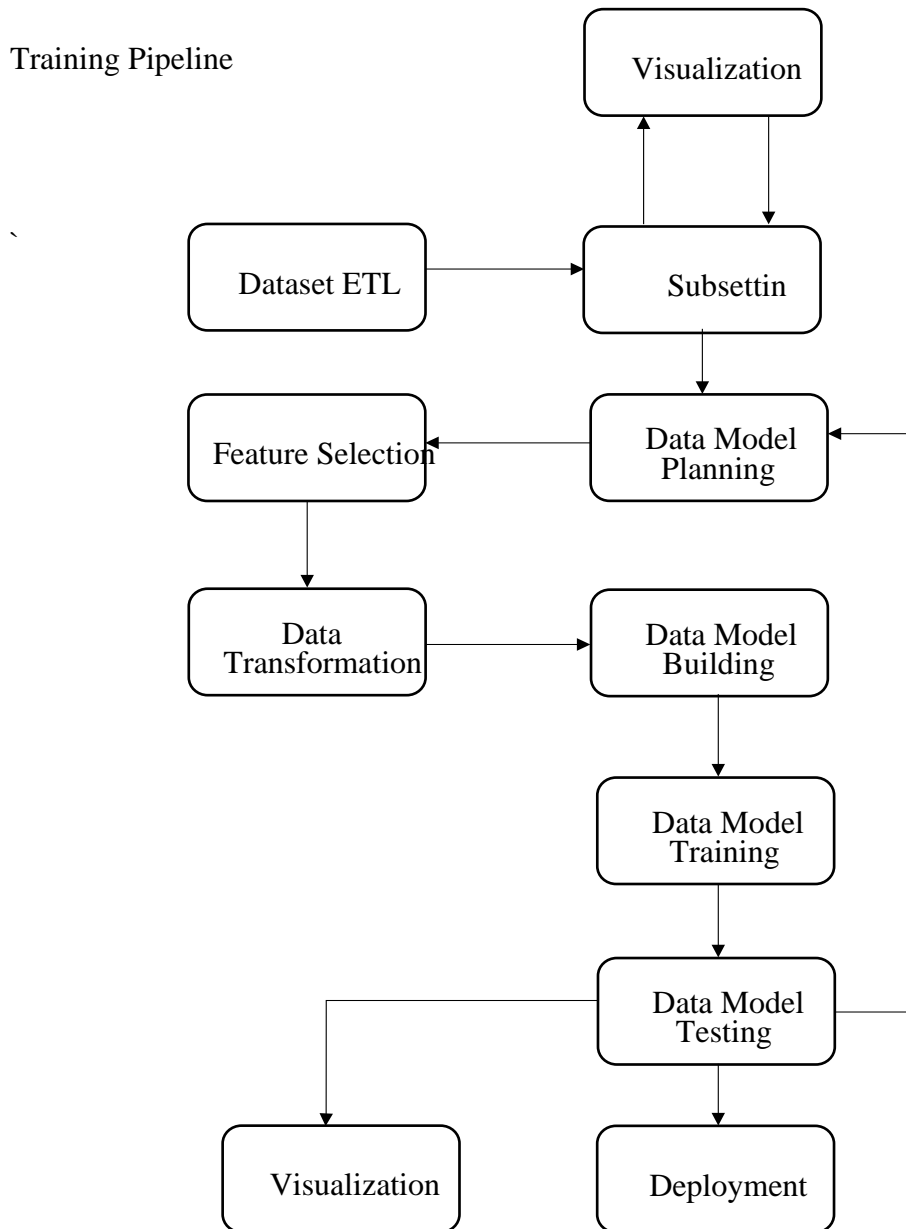 Training Pipeline
Visualization
`
Dataset ETL
Subsettin
Feature Selection
Data Model
Planning
Data
Transformation
Data Model
Building
Data Model
Training
Data Model
Testing
Visualization
Deployment